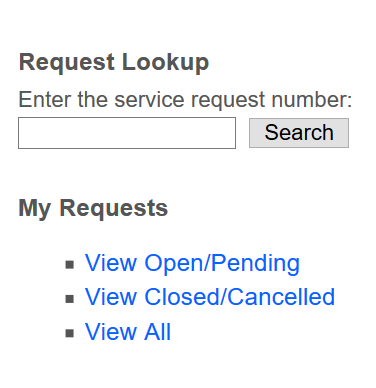 Request Lookup
Enter the service request number:
Search
My Requests
View Open/Pending
View Closed/Cancelled
View All